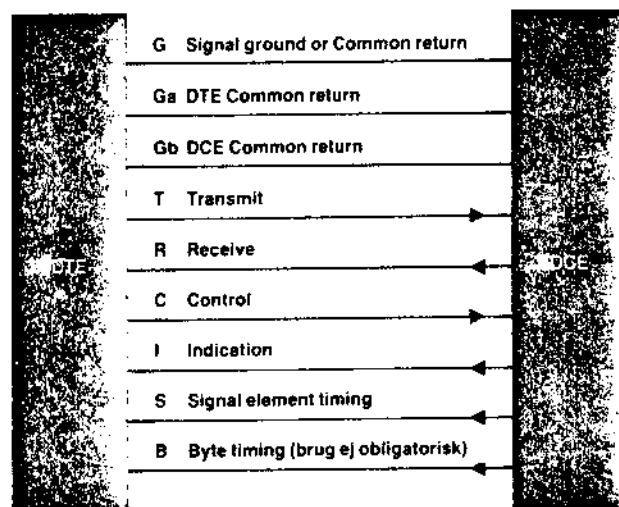 G Signal ground or Common return
Ga DTE Common return
Gb DCE Common return
T Transmit
R Receive
DTE
DCE
C Control
I Indication
S Signal element timing
B Byte timing (brug ej obligatorisk)